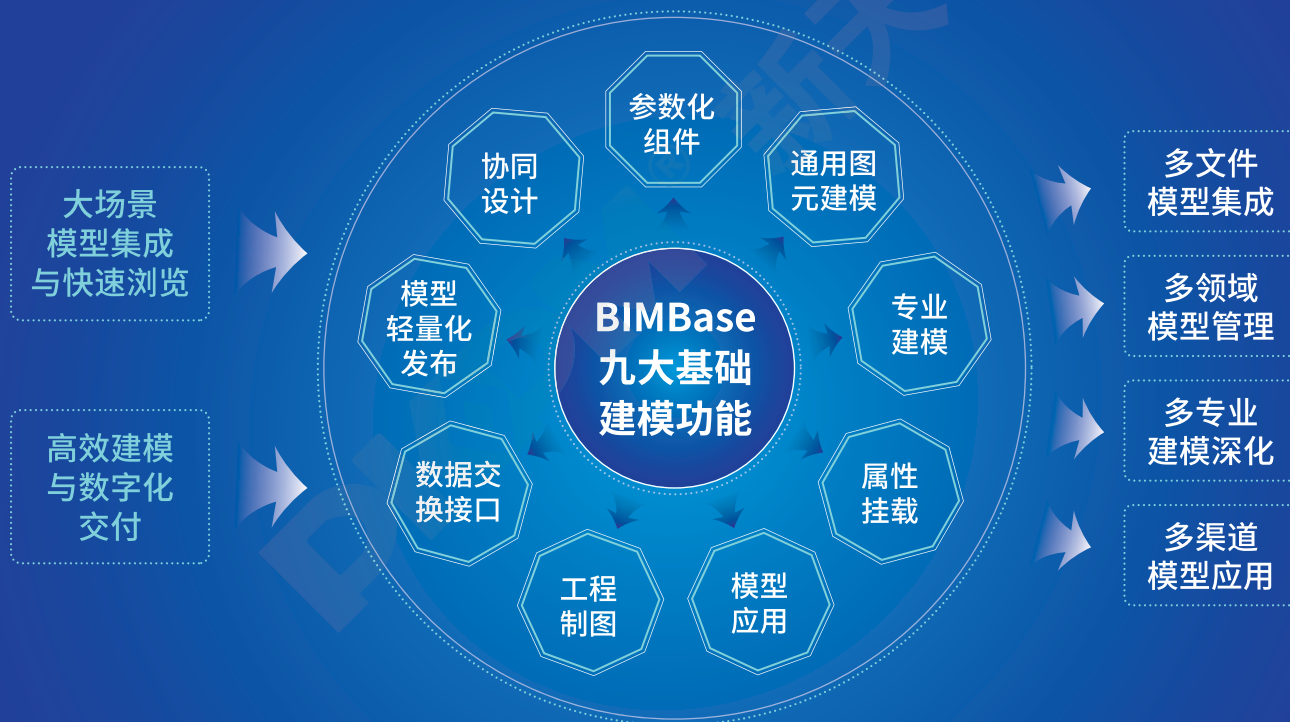 大场景
模型集成
与快速浏览
高效建模
与数字化
交付
参数化
组件
通用图
元建模
专业
建模
属性
挂载
模型
应用
工程
制图
数据交
换接口
模型
轻量化
发布
协同
设计
BIMBase
九大基础
建模功能
多文件
模型集成
多领域
模型管理
多专业
建模深化
多渠道
模型应用